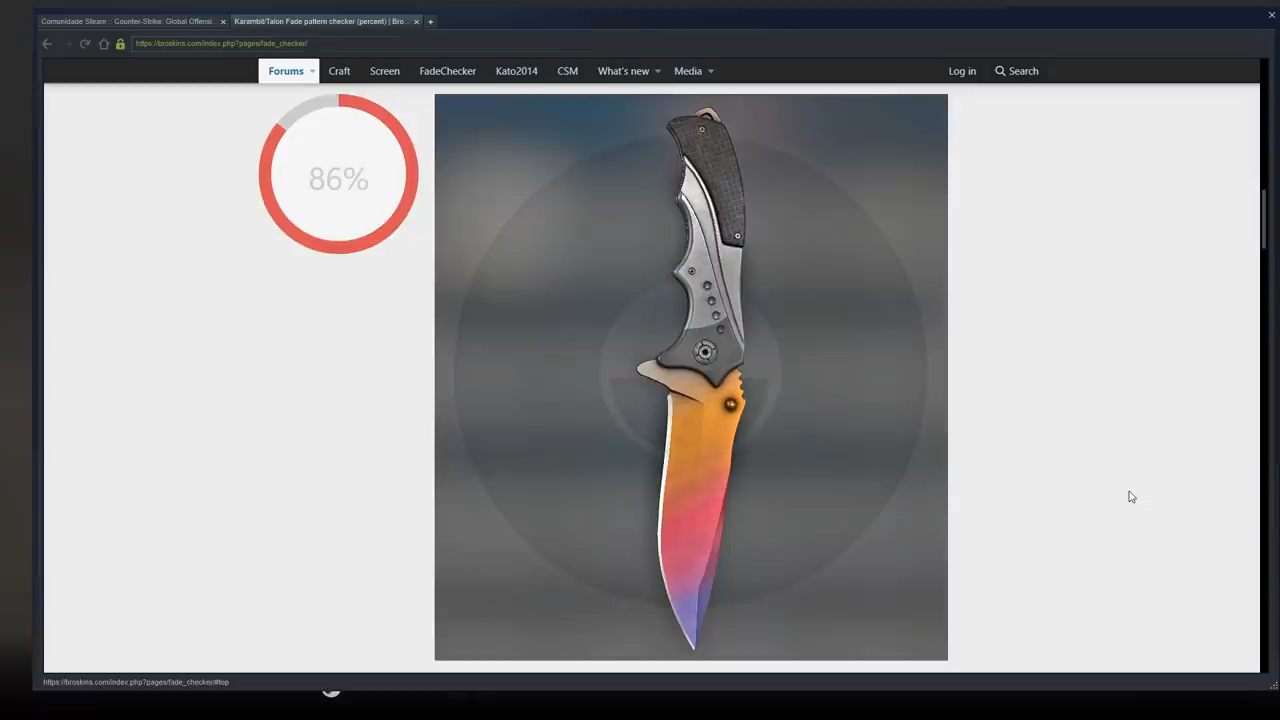 Comunidade Steam :: Counter-Strike: Global Offensi...
Karambit/Talon Fade pattern checker (percent) | Bro...
https://broskins.com/index.php?pages/fade_checker/
Forums Craft Screen FadeChecker Kato2014 CSM What's new Media Log in Search
86%
https://broskins.com/index.php?pages/fade_checker/#top